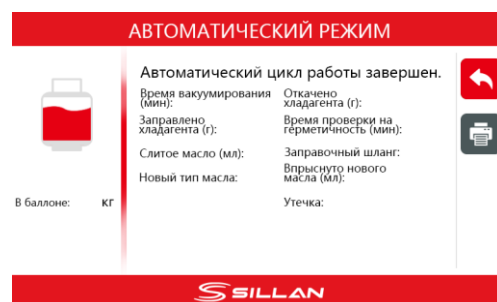 АВТОМАТИЧЕСКИЙ РЕЖИМ
Автоматический цикл работы завершен.
Время вакуумирования (мин):
Откачено хладагента (г):
Заправлено хладагента (г):
Время проверки на герметичность (мин):
Слитое масло (мл):
Заправочный шланг:
Новый тип масла:
Впрыснуто нового масла (мл):
Утечка:
В баллоне: кг
SILLAN